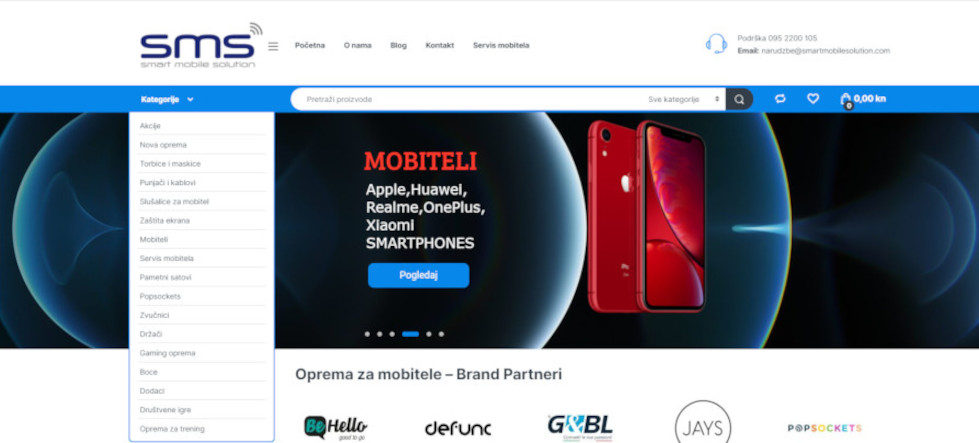 sms
smart mobile solution
Početna O nama Blog Kontakt Servis mobitela
Podrška 095 2200 105
Email: narudzbe@smartmobilesolution.com
Kategorije
Pretraži proizvode
Sve kategorije
0
0,00 kn
Akcije
Nova oprema
Torbice i maskice
Punjači i kablovi
Slušalice za mobitel
Zaštita ekrana
Mobiteli
Servis mobitela
Pametni satovi
Popsockets
Zvučnici
Držači
Gaming oprema
Boce
Dodaci
Društvene igre
Oprema za trening
MOBITELI
Apple,Huawei,
Realme,OnePlus,
Xiaomi
SMARTPHONES
Pogledaj
Oprema za mobitele – Brand Partneri
BeHello
good to go
defunc
G&BL
JAYS
POPSOCKETS